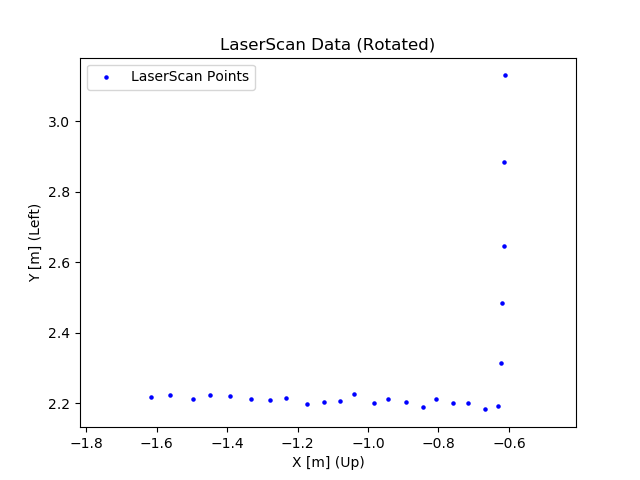 LaserScan Data (Rotated)
LaserScan Points
3.0
2.8
2.6
2.4
2.2
Y [m] (Left)
−1.8 −1.6 −1.4 −1.2 −1.0 −0.8 −0.6
X [m] (Up)